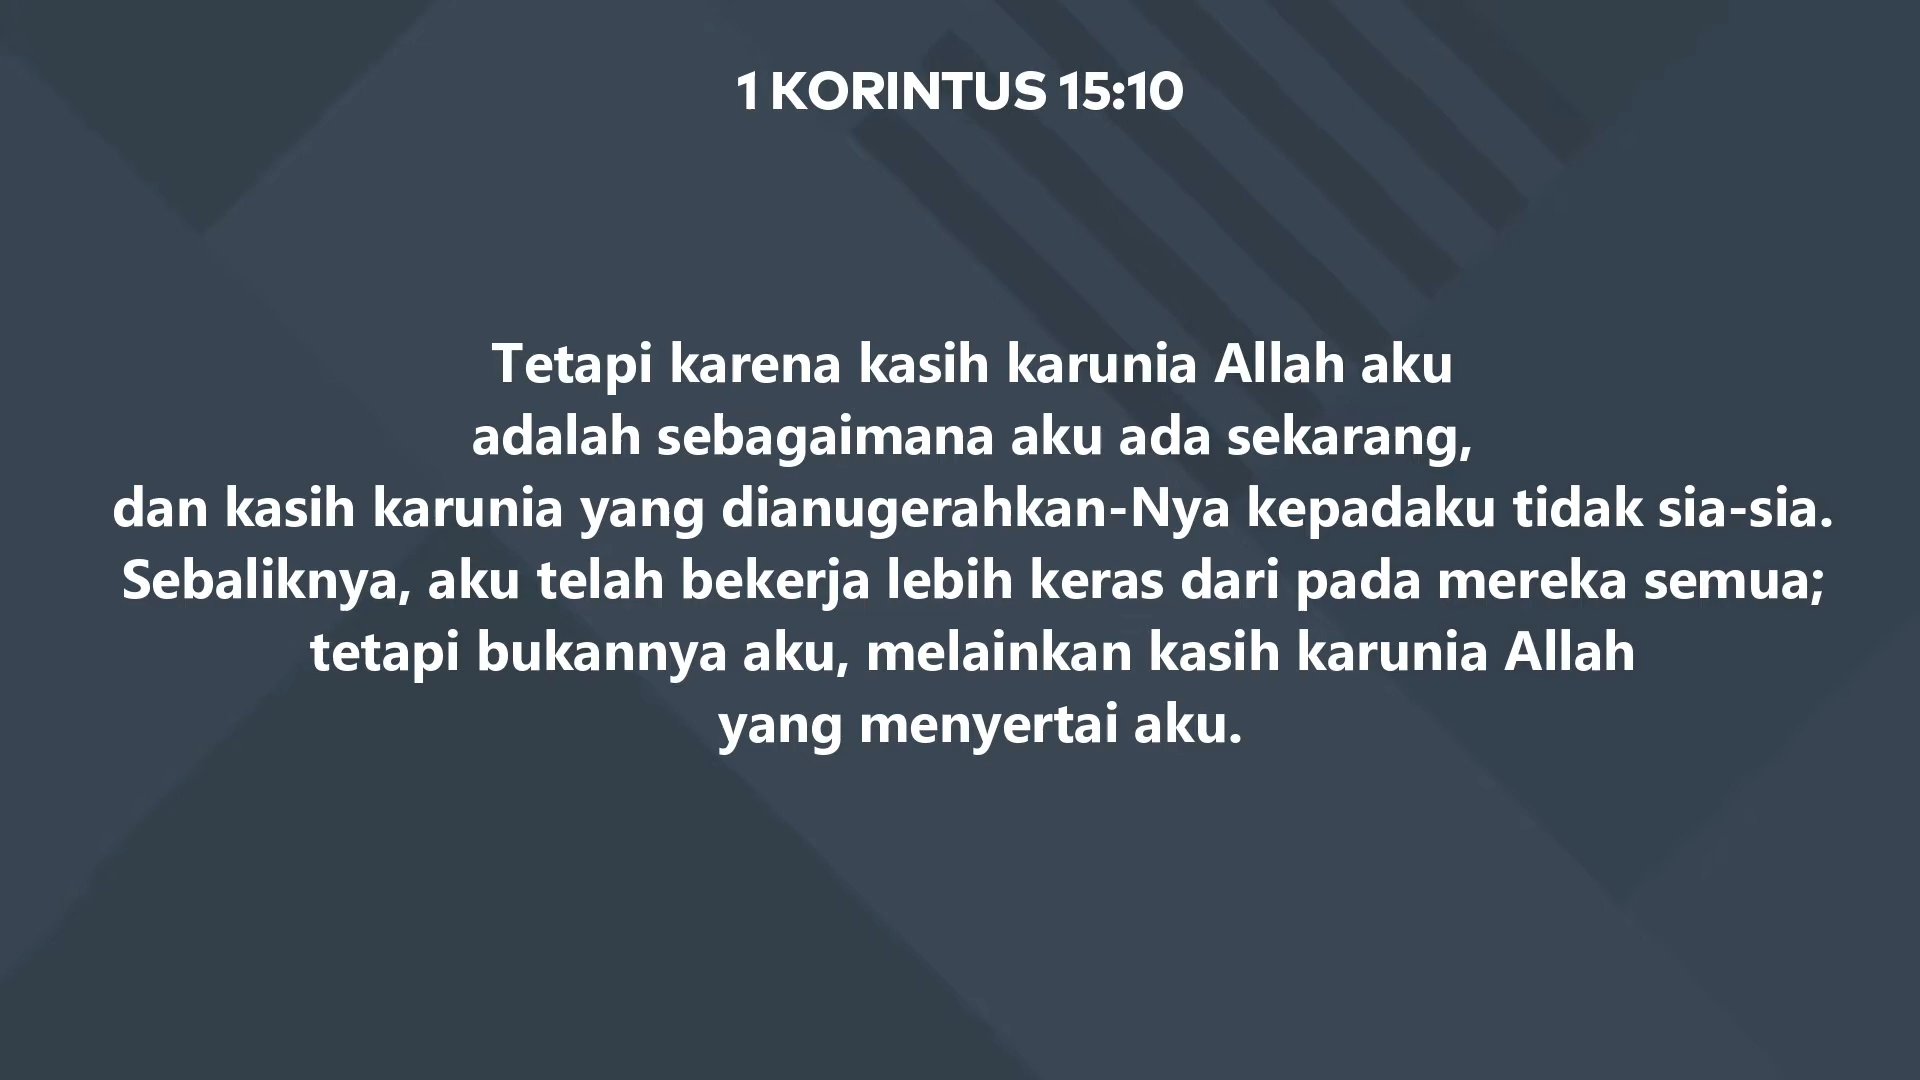 1 KORINTUS 15:10
Tetapi karena kasih karunia Allah aku
adalah sebagaimana aku ada sekarang,
dan kasih karunia yang dianugerahkan-Nya kepadaku tidak sia-sia.
Sebaliknya, aku telah bekerja lebih keras dari pada mereka semua;
tetapi bukannya aku, melainkan kasih karunia Allah
yang menyertai aku.